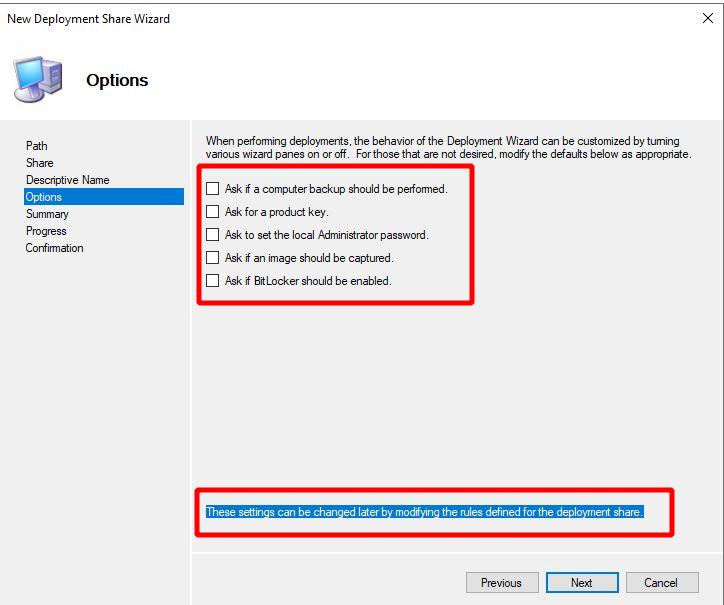 New Deployment Share Wizard
Options
Path
Share
Descriptive Name
Options
Summary
Progress
Confirmation
When performing deployments, the behavior of the Deployment Wizard can be customized by turning
various wizard panes on or off. For those that are not desired, modify the defaults below as appropriate.
Ask if a computer backup should be performed.
Ask for a product key.
Ask to set the local Administrator password.
Ask if an image should be captured.
Ask if BitLocker should be enabled.
These settings can be changed later by modifying the rules defined for the deployment share.
Previous Next Cancel